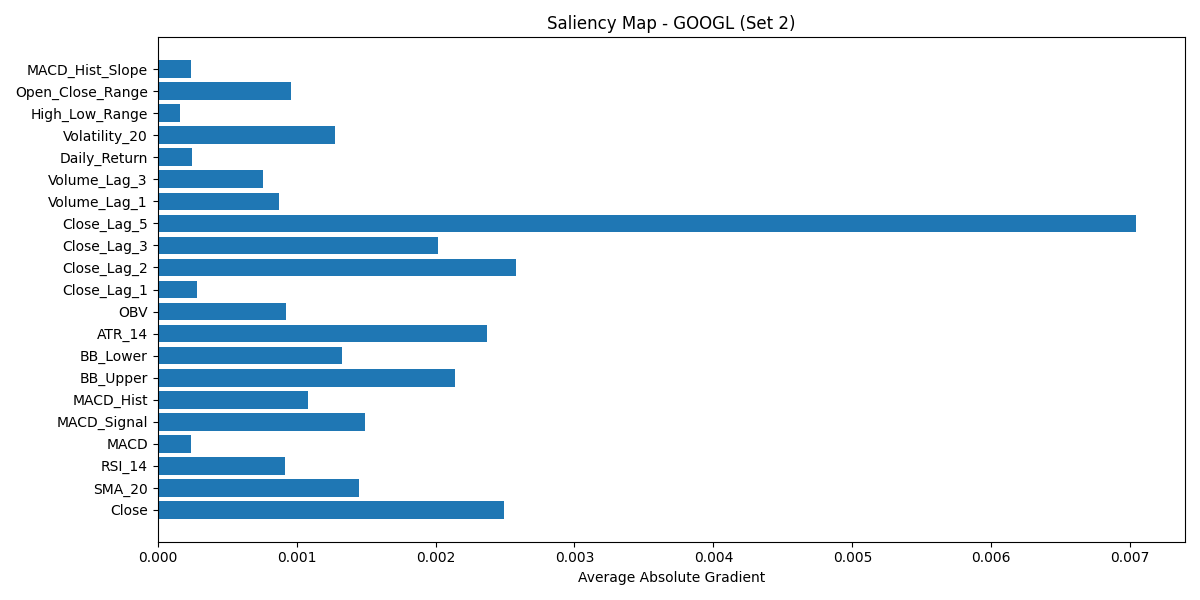 Saliency Map - GOOGL (Set 2)
MACD_Hist_Slope
Open_Close_Range
High_Low_Range
Volatility_20
Daily_Return
Volume_Lag_3
Volume_Lag_1
Close_Lag_5
Close_Lag_3
Close_Lag_2
Close_Lag_1
OBV
ATR_14
BB_Lower
BB_Upper
MACD_Hist
MACD_Signal
MACD
RSI_14
SMA_20
Close
0.000 0.001 0.002 0.003 0.004 0.005 0.006 0.007
Average Absolute Gradient